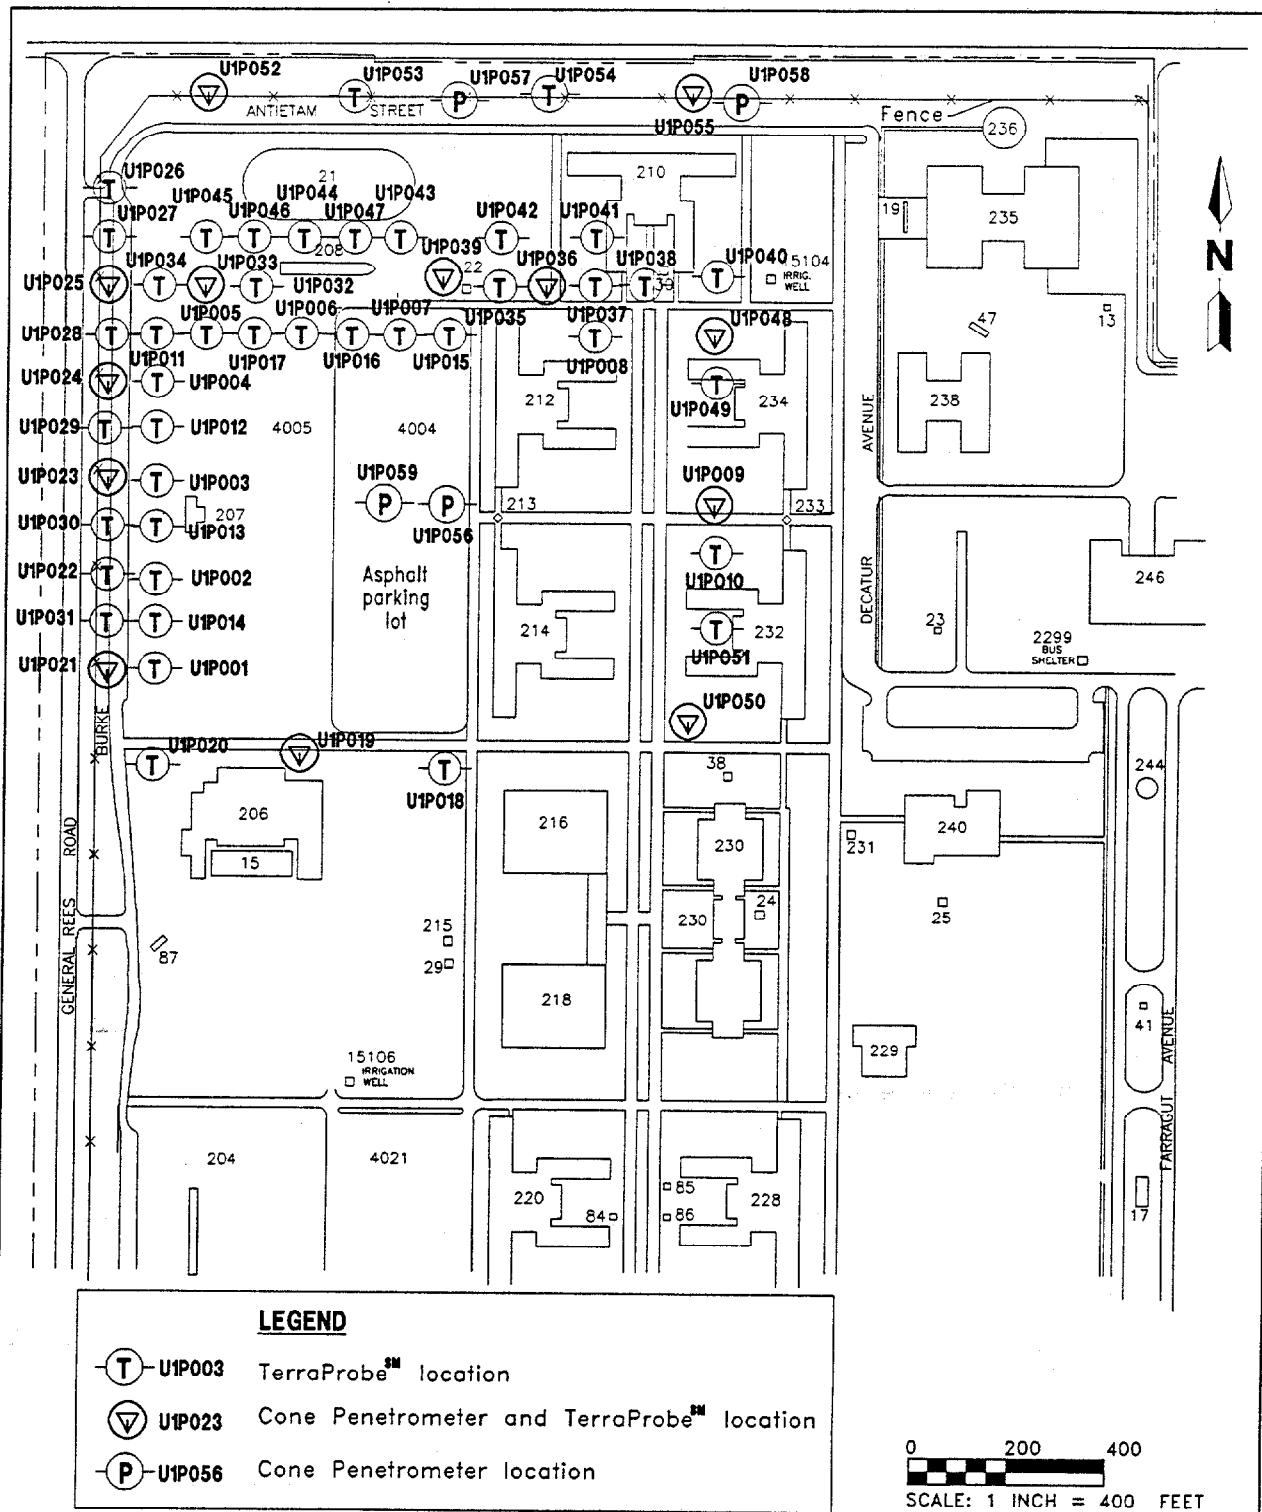 U1P052
U1P053
U1P057
U1P054
U1P058
T
P
T
P
ANTIETAM STREET
U1P055
Fence
236
U1P026
T
21
210
U1P045
U1P044
U1P043
U1P027
U1P046
U1P047
U1P042
U1P041
19
235
T
T
T
T
T
T
T
T
208
U1P039
22
U1P034
U1P033
U1P036
U1P038
U1P040
15104
IRRIG.
WELL
U1P025
T
T
U1P032
T
T
T
T
39
13
47
U1P005
U1P006
U1P007
U1P035
U1P037
U1P048
U1P028
T
T
T
T
T
T
T
T
T
U1P011
U1P017
U1P016
U1P015
U1P008
U1P024
T
U1P004
T
212
234
238
AVENUE
U1P049
U1P029
T
T
U1P012
4005
4004
U1P023
T
U1P003
U1P059
P
P
U1P009
213
233
207
U1P030
T
T
U1P013
U1P056
T
U1P010
U1P022
T
T
U1P002
Asphalt
parking
lot
246
DECATUR
U1P031
T
T
U1P014
214
T
232
23
2299
BUS
SHELTER
U1P051
U1P021
T
U1P001
U1P050
BURKE
U1P020
T
U1P019
T
U1P018
38
244
206
216
230
240
231
15
GENERAL REES ROAD
215
230
24
25
87
29
218
41
229
15106
IRRIGATION
WELL
FARRAGUT AVENUE
204
4021
220
84
85
86
228
17
N
LEGEND
T U1P003 TerraProbe SM location
U1P023 Cone Penetrometer and TerraProbe SM location
P U1P056 Cone Penetrometer location
0 200 400
SCALE: 1 INCH = 400 FEET